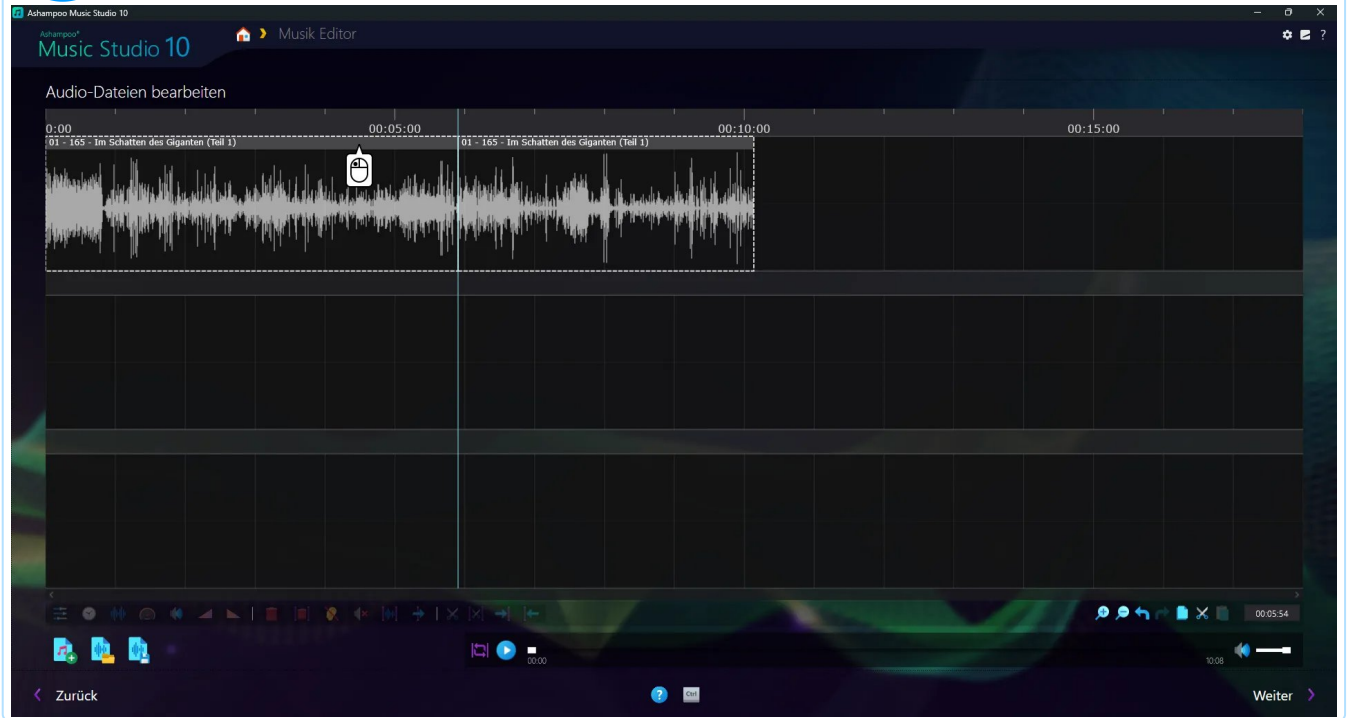 Ashampoo Music Studio 10
Ashampoo®
Music Studio 10
Musik Editor
?
Audio-Dateien bearbeiten
0:00 00:05:00 00:10:00 00:15:00
01 - 165 - Im Schatten des Giganten (Teil 1) 01 - 165 - Im Schatten des Giganten (Teil 1)
00:05:54
00:00 10:08
Zurück ? Ctrl Weiter